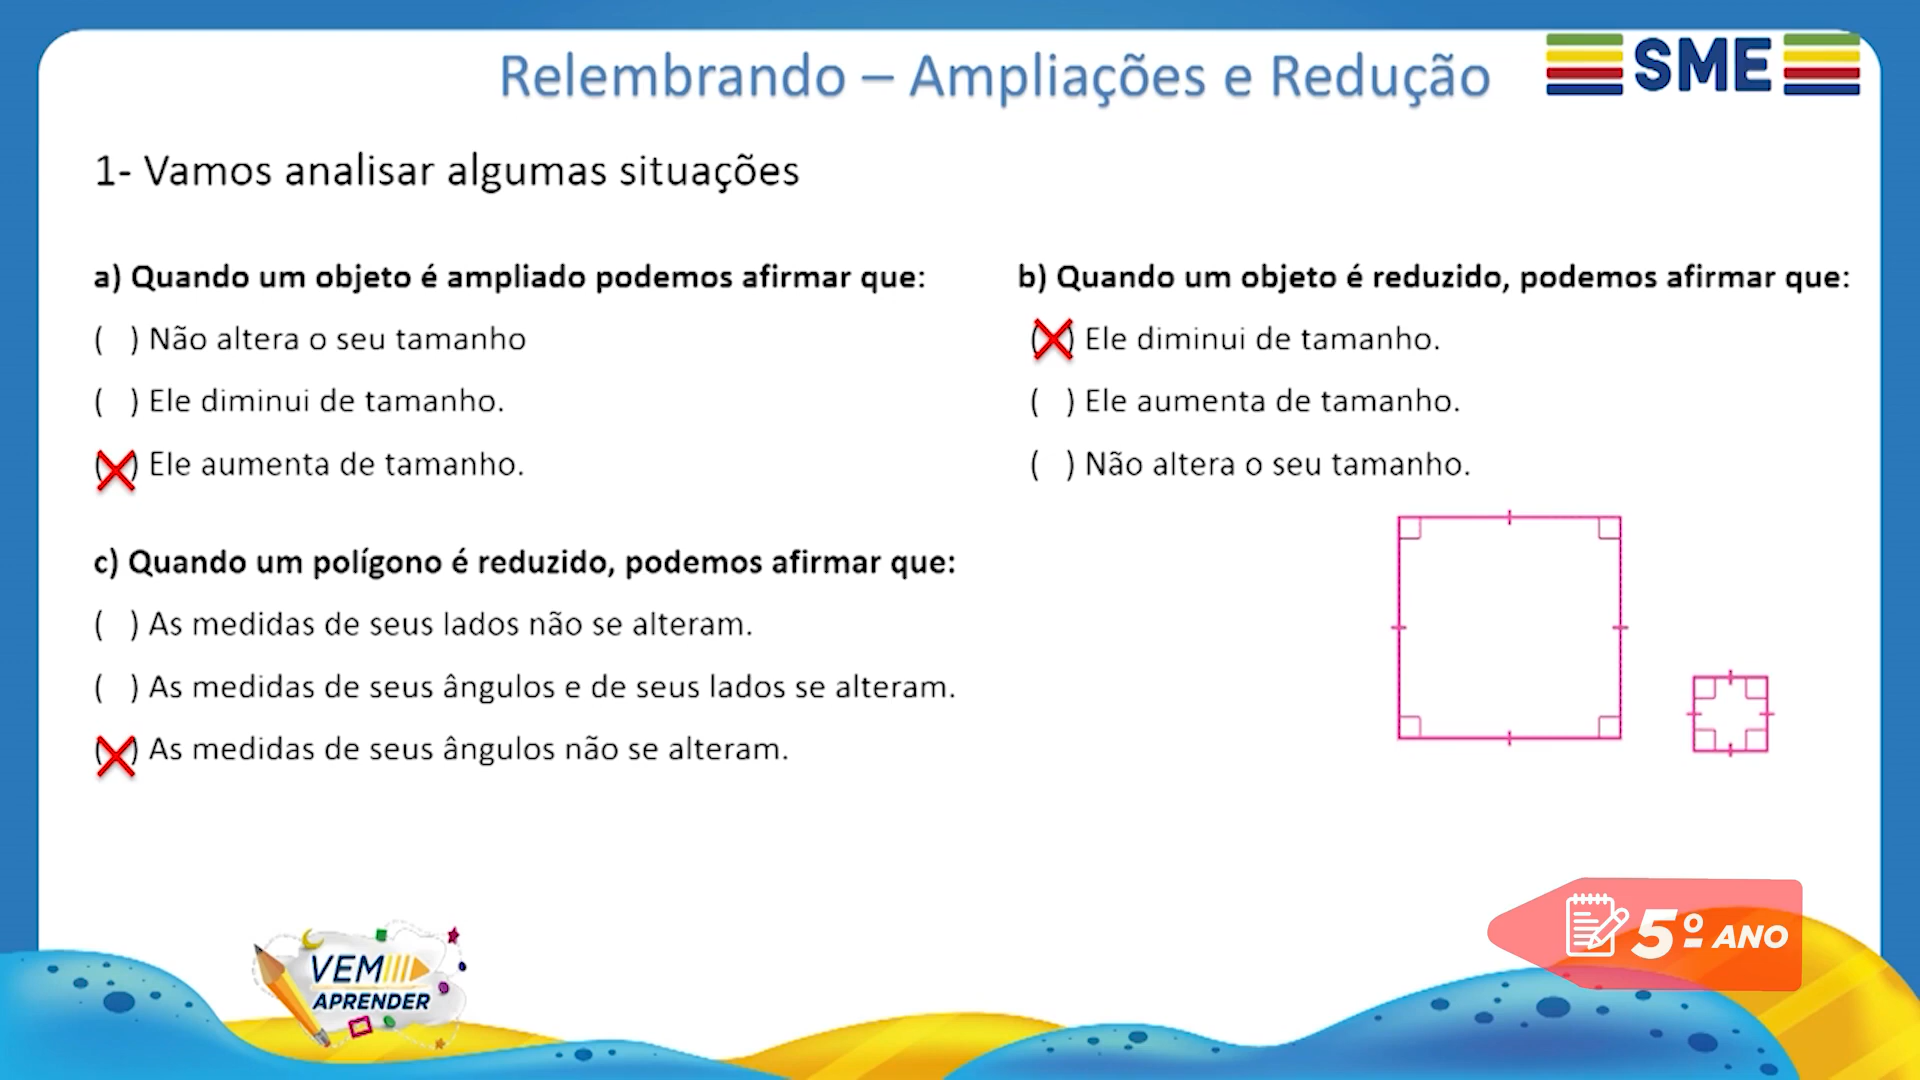 Relembrando – Ampliações e Redução
SME
1- Vamos analisar algumas situações
a) Quando um objeto é ampliado podemos afirmar que:
( ) Não altera o seu tamanho
( ) Ele diminui de tamanho.
(X) Ele aumenta de tamanho.
b) Quando um objeto é reduzido, podemos afirmar que:
(X) Ele diminui de tamanho.
( ) Ele aumenta de tamanho.
( ) Não altera o seu tamanho.
c) Quando um polígono é reduzido, podemos afirmar que:
( ) As medidas de seus lados não se alteram.
( ) As medidas de seus ângulos e de seus lados se alteram.
(X) As medidas de seus ângulos não se alteram.
VEM
APRENDER
5º ANO